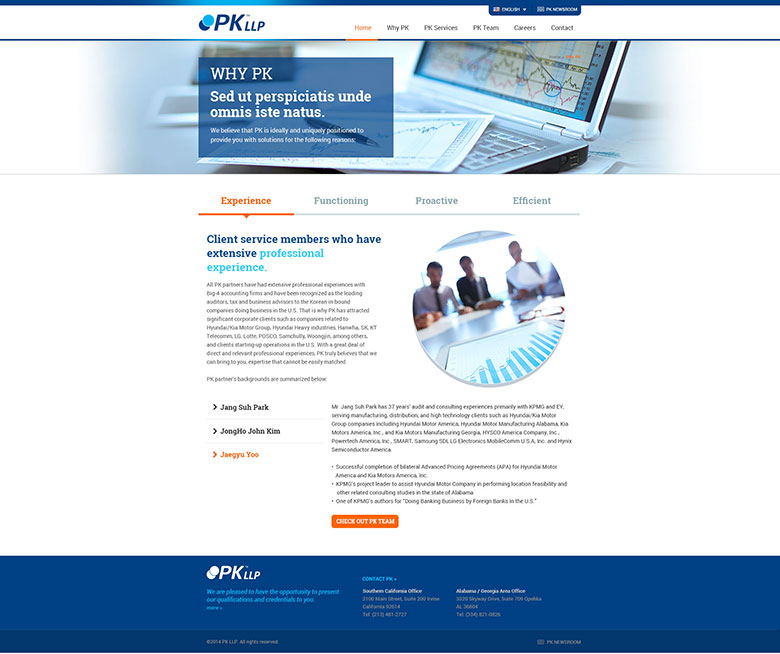 ENGLISH
PK NEWSROOM
PK LLP
Home Why PK PK Services PK Team Careers Contact
WHY PK
Sed ut perspiciatis unde
omnis iste natus.
We believe that PK is ideally and uniquely positioned to
provide you with solutions for the following reasons:
Experience Functioning Proactive Efficient
Client service members who have
extensive professional
experience.
All PK partners have had extensive professional experiences with
Big-4 accounting firms and have been recognized as the leading
auditors, tax and business advisors to the Korean in-bound
companies doing business in the U.S. That is why PK has attracted
significant corporate clients such as companies related to
Hyundai/Kia Motor Group, Hyundai Heavy industries, Hanwha, SK, KT
Telecomm, LG, Lotte, POSCO, Samchully, Woongjin, among others,
and clients starting-up operations in the U.S. With a great deal of
direct and relevant professional experiences, PK truly believes that we
can bring to you, expertise that cannot be easily matched.
PK partner's backgrounds are summarized below.
Jang Suh Park
JongHo John Kim
Jaegyu Yoo
Mr. Jang Suh Park has 37 years' audit and consulting experiences primarily with KPMG and EY,
serving manufacturing, distribution, and high technology clients such as Hyundai/Kia Motor
Group companies including Hyundai Motor America, Hyundai Motor Manufacturing Alabama, Kia
Motors America, Inc., and Kia Motors Manufacturing Georgia, HYSCO America Company, Inc.,
Powertech America, Inc., SMART, Samsung SDI, LG Electronics MobileComm U.S.A, Inc. and Hynix
Semiconductor America.
• Successful completion of bilateral Advanced Pricing Agreements (APA) for Hyundai Motor
America and Kia Motors America, Inc.
• KPMG's project leader to assist Hyundai Motor Company in performing location feasibility and
other related consulting studies in the state of Alabama
• One of KPMG's authors for "Doing Banking Business by Foreign Banks in the U.S."
CHECK OUT PK TEAM
PK LLP
We are pleased to have the opportunity to present
our qualifications and credentials to you.
more »
CONTACT PK »
Southern California Office
2100 Main Street, Suite 200 Irvine
California 92614
Tel: (213) 481-2727
Alabama / Georgia Area Office
3320 Skyway Drive, Suite 709 Opelika
AL 36804
Tel: (334) 821-0820
©2014 PK LLP. All rights reserved.
PK NEWSROOM